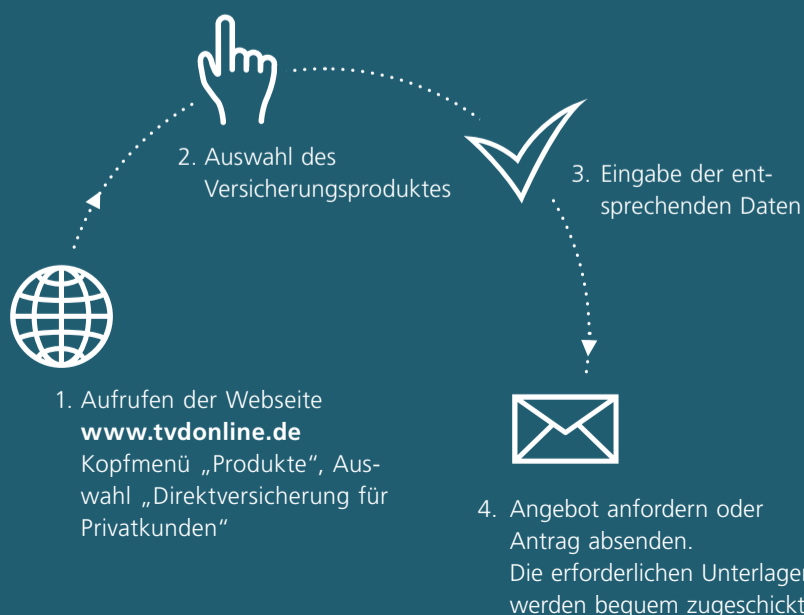 1. Aufrufen der Webseite
www.tvdonline.de
Kopfmenü „Produkte“, Aus-
wahl „Direktversicherung für
Privatkunden“
2. Auswahl des
Versicherungsproduktes
3. Eingabe der ent-
sprechenden Daten
4. Angebot anfordern oder
Antrag absenden.
Die erforderlichen Unterlagen
werden bequem zugeschickt